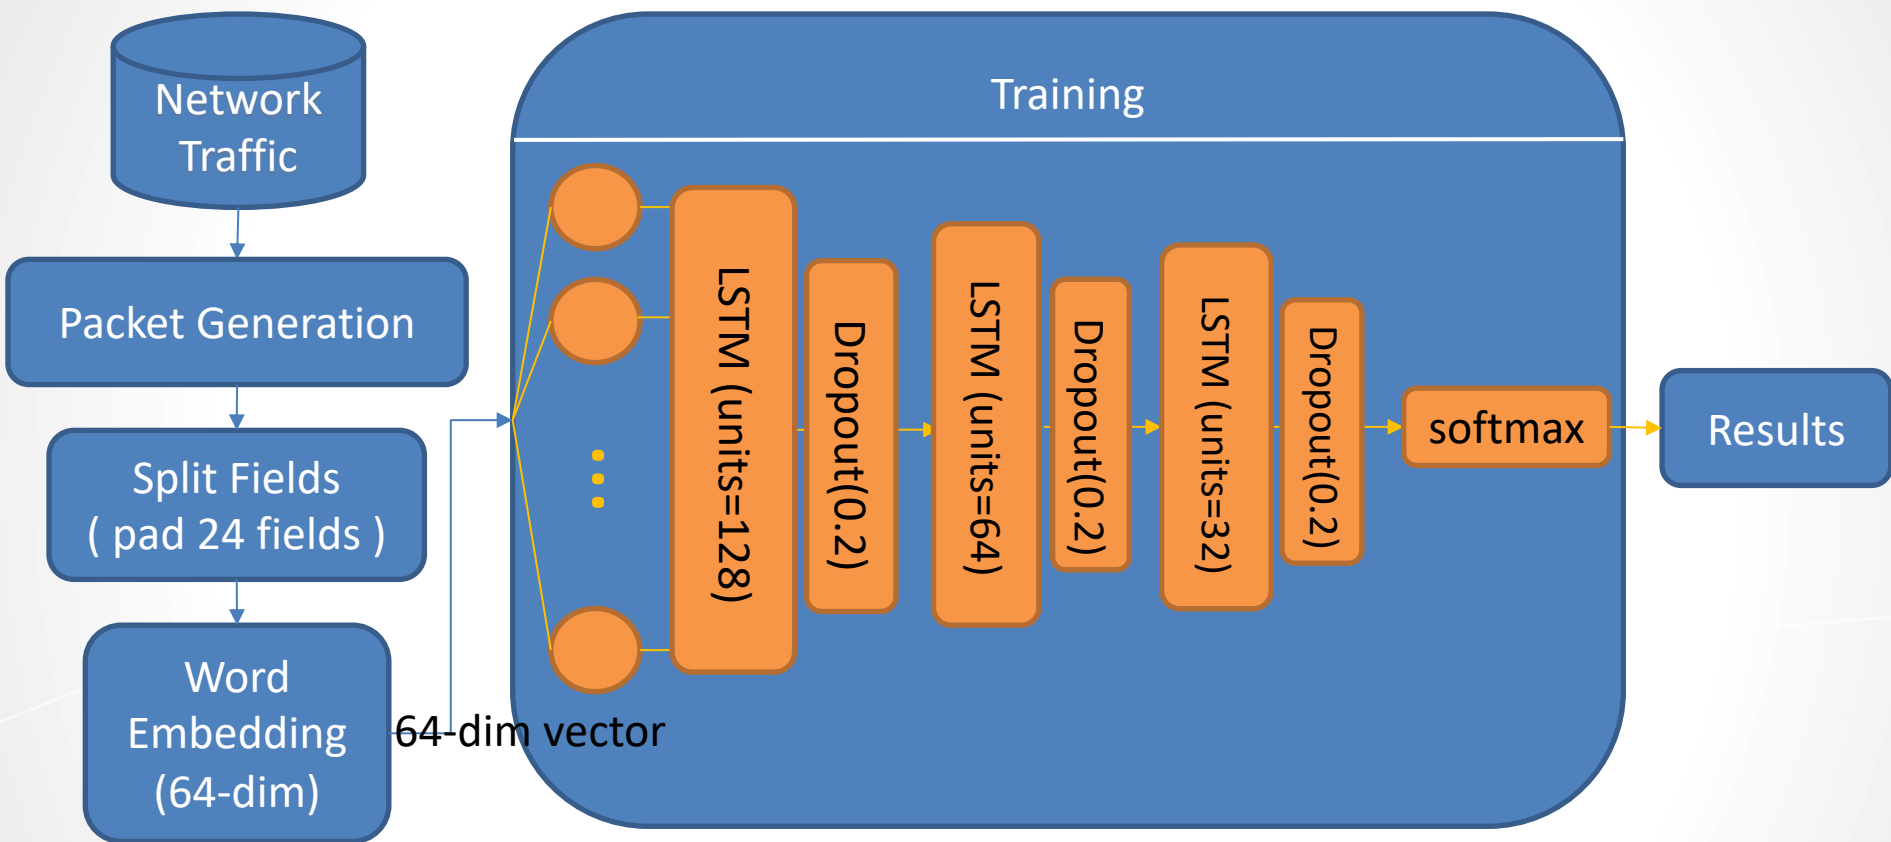 Network
Traffic
Packet Generation
Split Fields
( pad 24 fields )
Word
Embedding
(64-dim)
64-dim vector
Training
LSTM (units=128)
Dropout(0.2)
LSTM (units=64)
Dropout(0.2)
LSTM (units=32)
Dropout(0.2)
softmax
Results